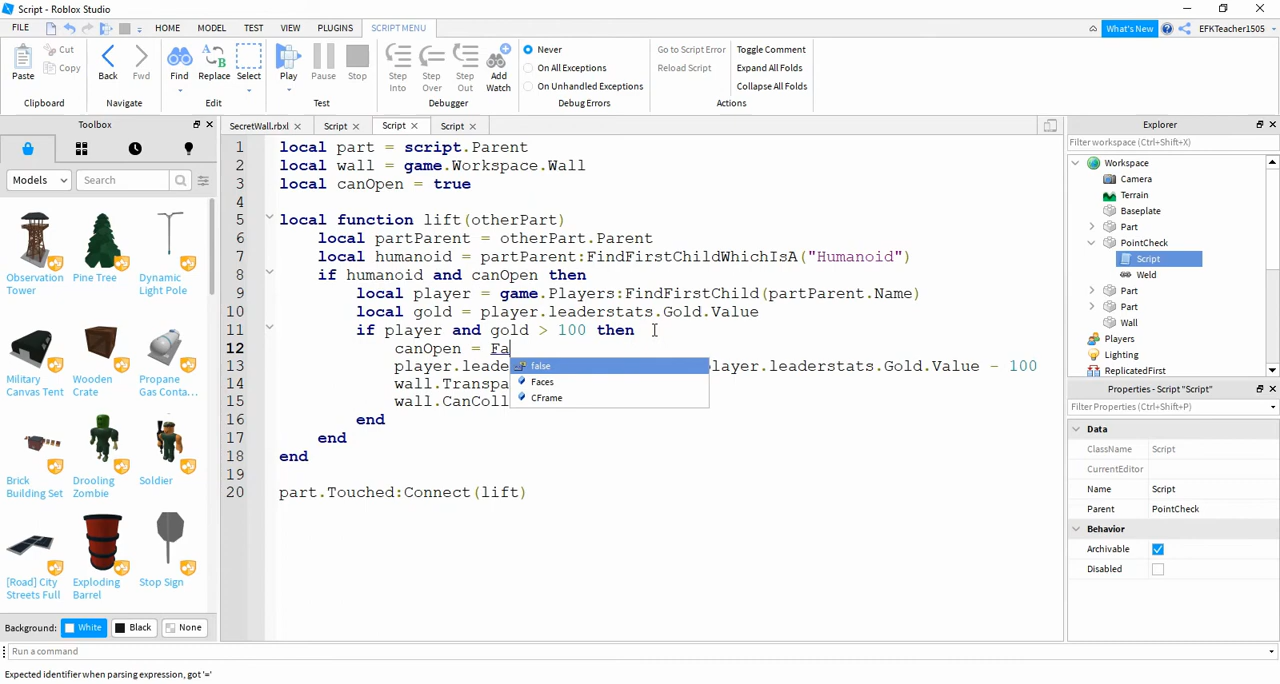 Script - Roblox Studio
FILE HOME MODEL TEST VIEW PLUGINS SCRIPT MENU What's New EFKTeacher1505
Paste Cut Copy Back Fwd Find Replace Select Play Pause Stop Step Into Step Over Step Out Add Watch
Never
On All Exceptions
On Unhandled Exceptions
Go to Script Error
Reload Script
Toggle Comment
Expand All Folds
Collapse All Folds
Clipboard Navigate Edit Test Debugger Debug Errors Actions
Toolbox
Models Search
Observation Tower
Pine Tree
Dynamic Light Pole
Military Canvas Tent
Wooden Crate
Propane Gas Conta...
Brick Building Set
Drooling Zombie
Soldier
[Road] City Streets Full
Exploding Barrel
Stop Sign
Background: White Black None
SecretWall.rbxl Script Script Script
1 local part = script.Parent
2 local wall = game.Workspace.Wall
3 local canOpen = true
4
5 local function lift(otherPart)
6 local partParent = otherPart.Parent
7 local humanoid = partParent:FindFirstChildWhichIsA("Humanoid")
8 if humanoid and canOpen then
9 local player = game.Players:FindFirstChild(partParent.Name)
10 local gold = player.leaderstats.Gold.Value
11 if player and gold > 100 then
12 canOpen = Fa
false
Faces
CFrame
13 player.leade layer.leaderstats.Gold.Value - 100
14 wall.Transpa
15 wall.CanColl
16 end
17 end
18 end
19
20 part.Touched:Connect(lift)
Explorer
Filter workspace (Ctrl+Shift+X)
Workspace
Camera
Terrain
Baseplate
Part
PointCheck
Script
Weld
Part
Part
Wall
Players
Lighting
ReplicatedFirst
Properties - Script "Script"
Filter Properties (Ctrl+Shift+P)
Data
ClassName Script
CurrentEditor
Name Script
Parent PointCheck
Behavior
Archivable
Disabled
Run a command
Expected identifier when parsing expression, got '='